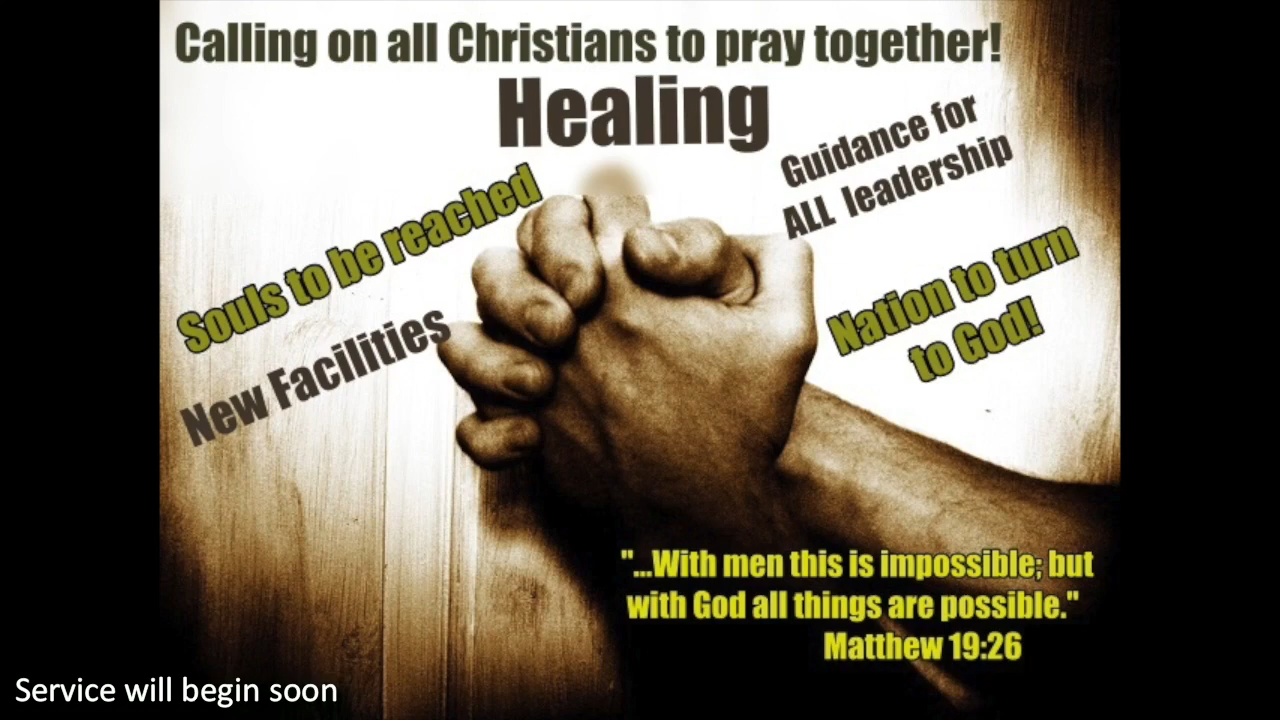 Calling on all Christians to pray together!
Healing
Guidance for
ALL leadership
Souls to be reached
New Facilities
Nation to turn
to God!
"...With men this is impossible; but
with God all things are possible."
Matthew 19:26
Service will begin soon